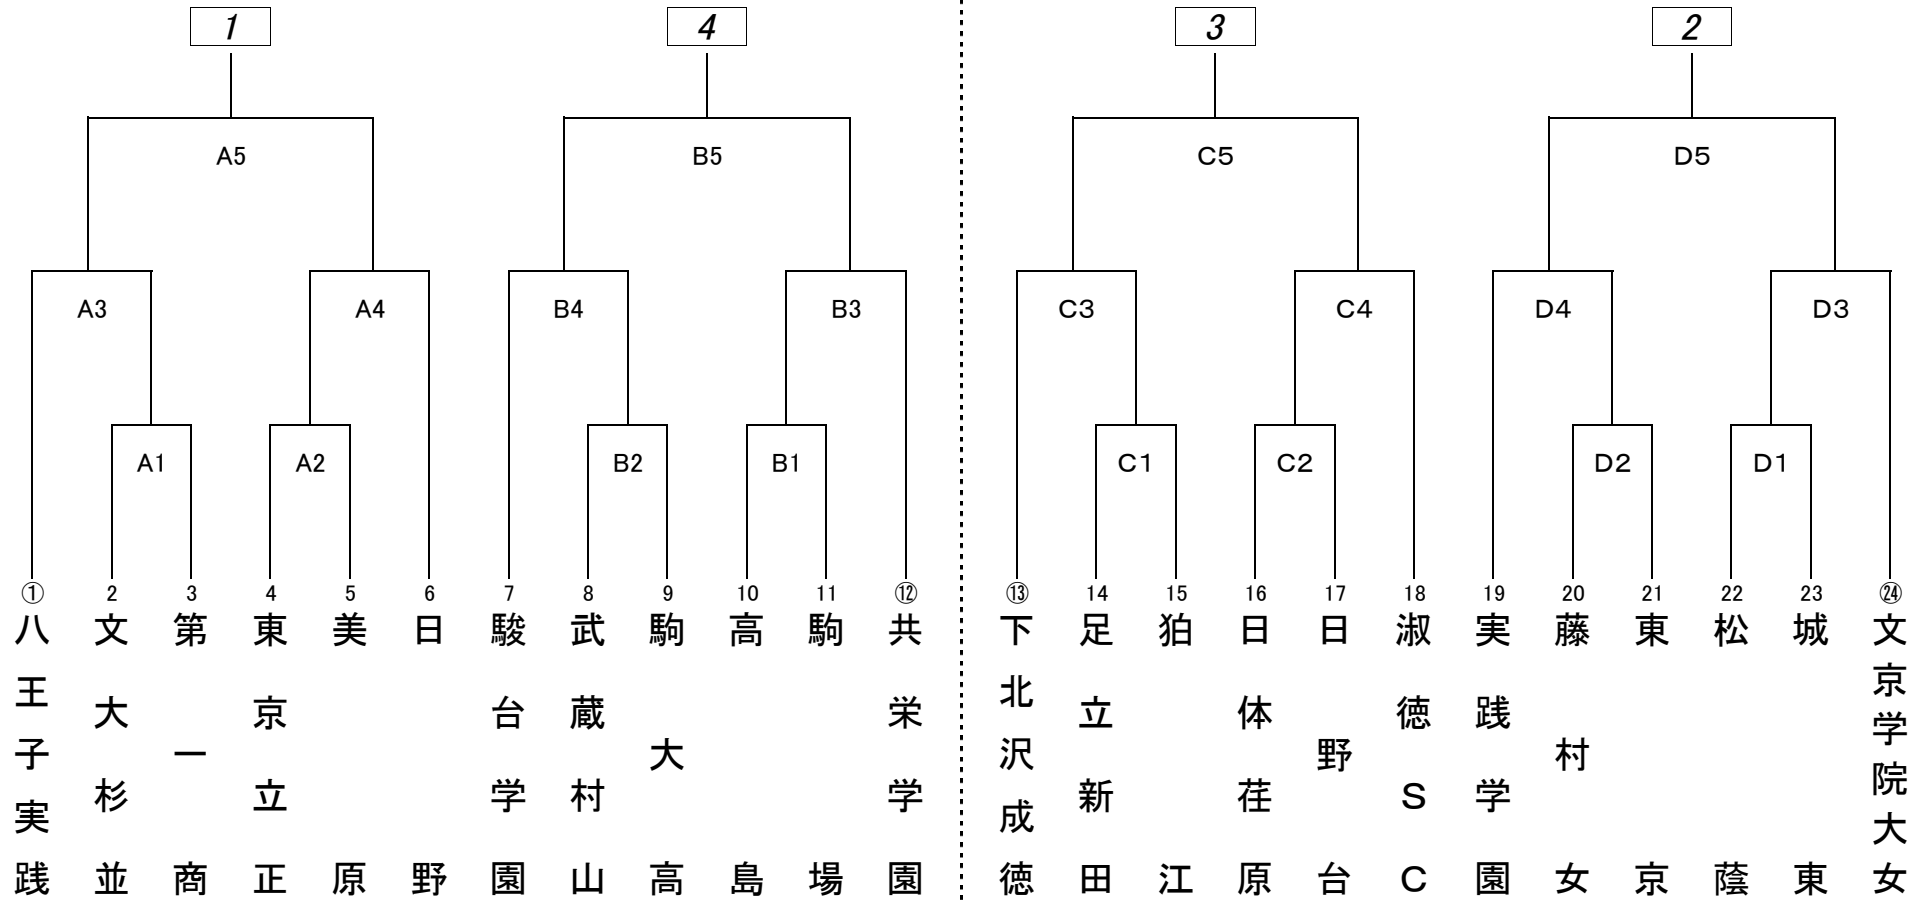 1 4 3 2
A5 B5 C5 D5
A3 A4 B4 B3 C3 C4 D4 D3
A1 A2 B2 B1 C1 C2 D2 D1
① 2 3 4 5 6 7 8 9 10 11 ⑫ ⑬ 14 15 16 17 18 19 20 21 22 23 ㉔
八王子実践
文大杉並
第一商
東京立正
美原
日野
駿台学園
武蔵村山
駒大高
高島
駒場
共栄学園
下北沢成徳
足立新田
狛江
日体荏原
日野台
淑徳SC
実践学園
藤村女
東京
松蔭
城東
文京学院大女